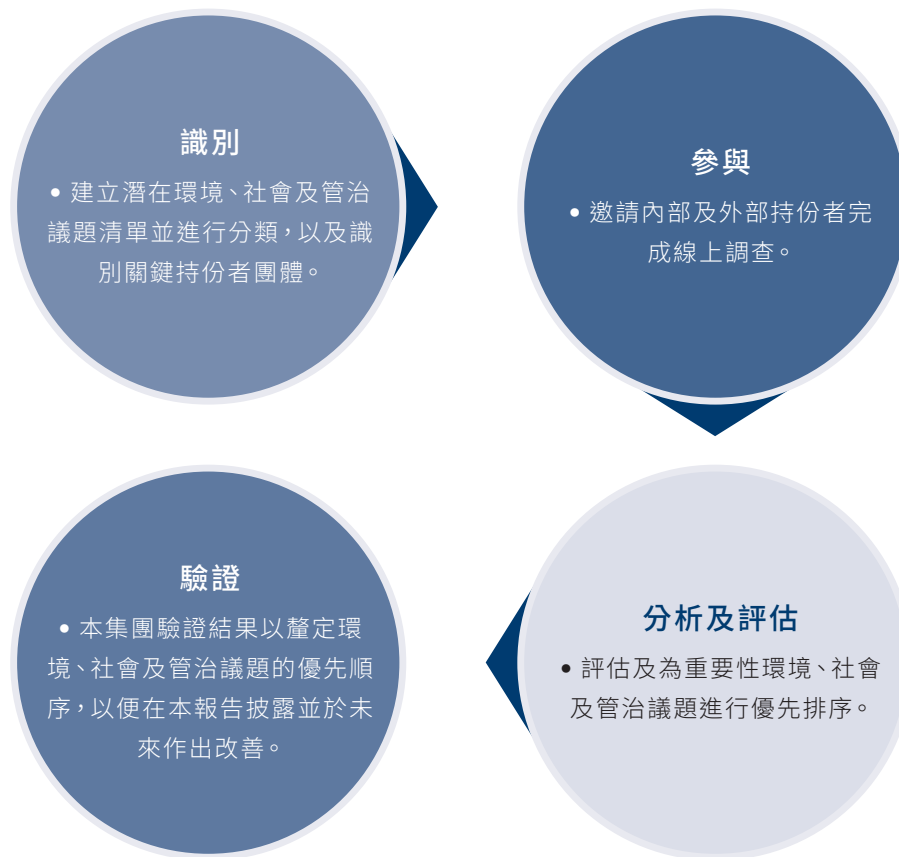 識別
• 建立潛在環境、社會及管治
議題清單並進行分類，以及識
別關鍵持份者團體。
參與
• 邀請內部及外部持份者完
成線上調查。
分析及評估
• 評估及為重要性環境、社會
及管治議題進行優先排序。
驗證
• 本集團驗證結果以釐定環
境、社會及管治議題的優先順
序，以便在本報告披露並於未
來作出改善。